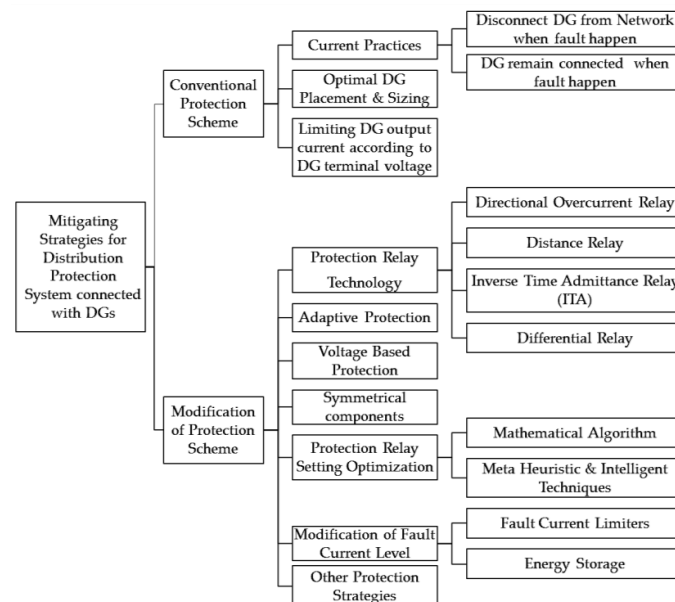 Mitigating
Strategies for
Distribution
Protection
System connected
with DGs
Conventional
Protection
Scheme
Current Practices
Disconnect DG from Network
when fault happen
DG remain connected when
fault happen
Optimal DG
Placement & Sizing
Limiting DG output
current according to
DG terminal voltage
Modification
of Protection
Scheme
Protection Relay
Technology
Directional Overcurrent Relay
Distance Relay
Inverse Time Admittance Relay
(ITA)
Differential Relay
Adaptive Protection
Voltage Based
Protection
Symmetrical
components
Protection Relay
Setting Optimization
Mathematical Algorithm
Meta Heuristic & Intelligent
Techniques
Modification of Fault
Current Level
Fault Current Limiters
Energy Storage
Other Protection
Strategies